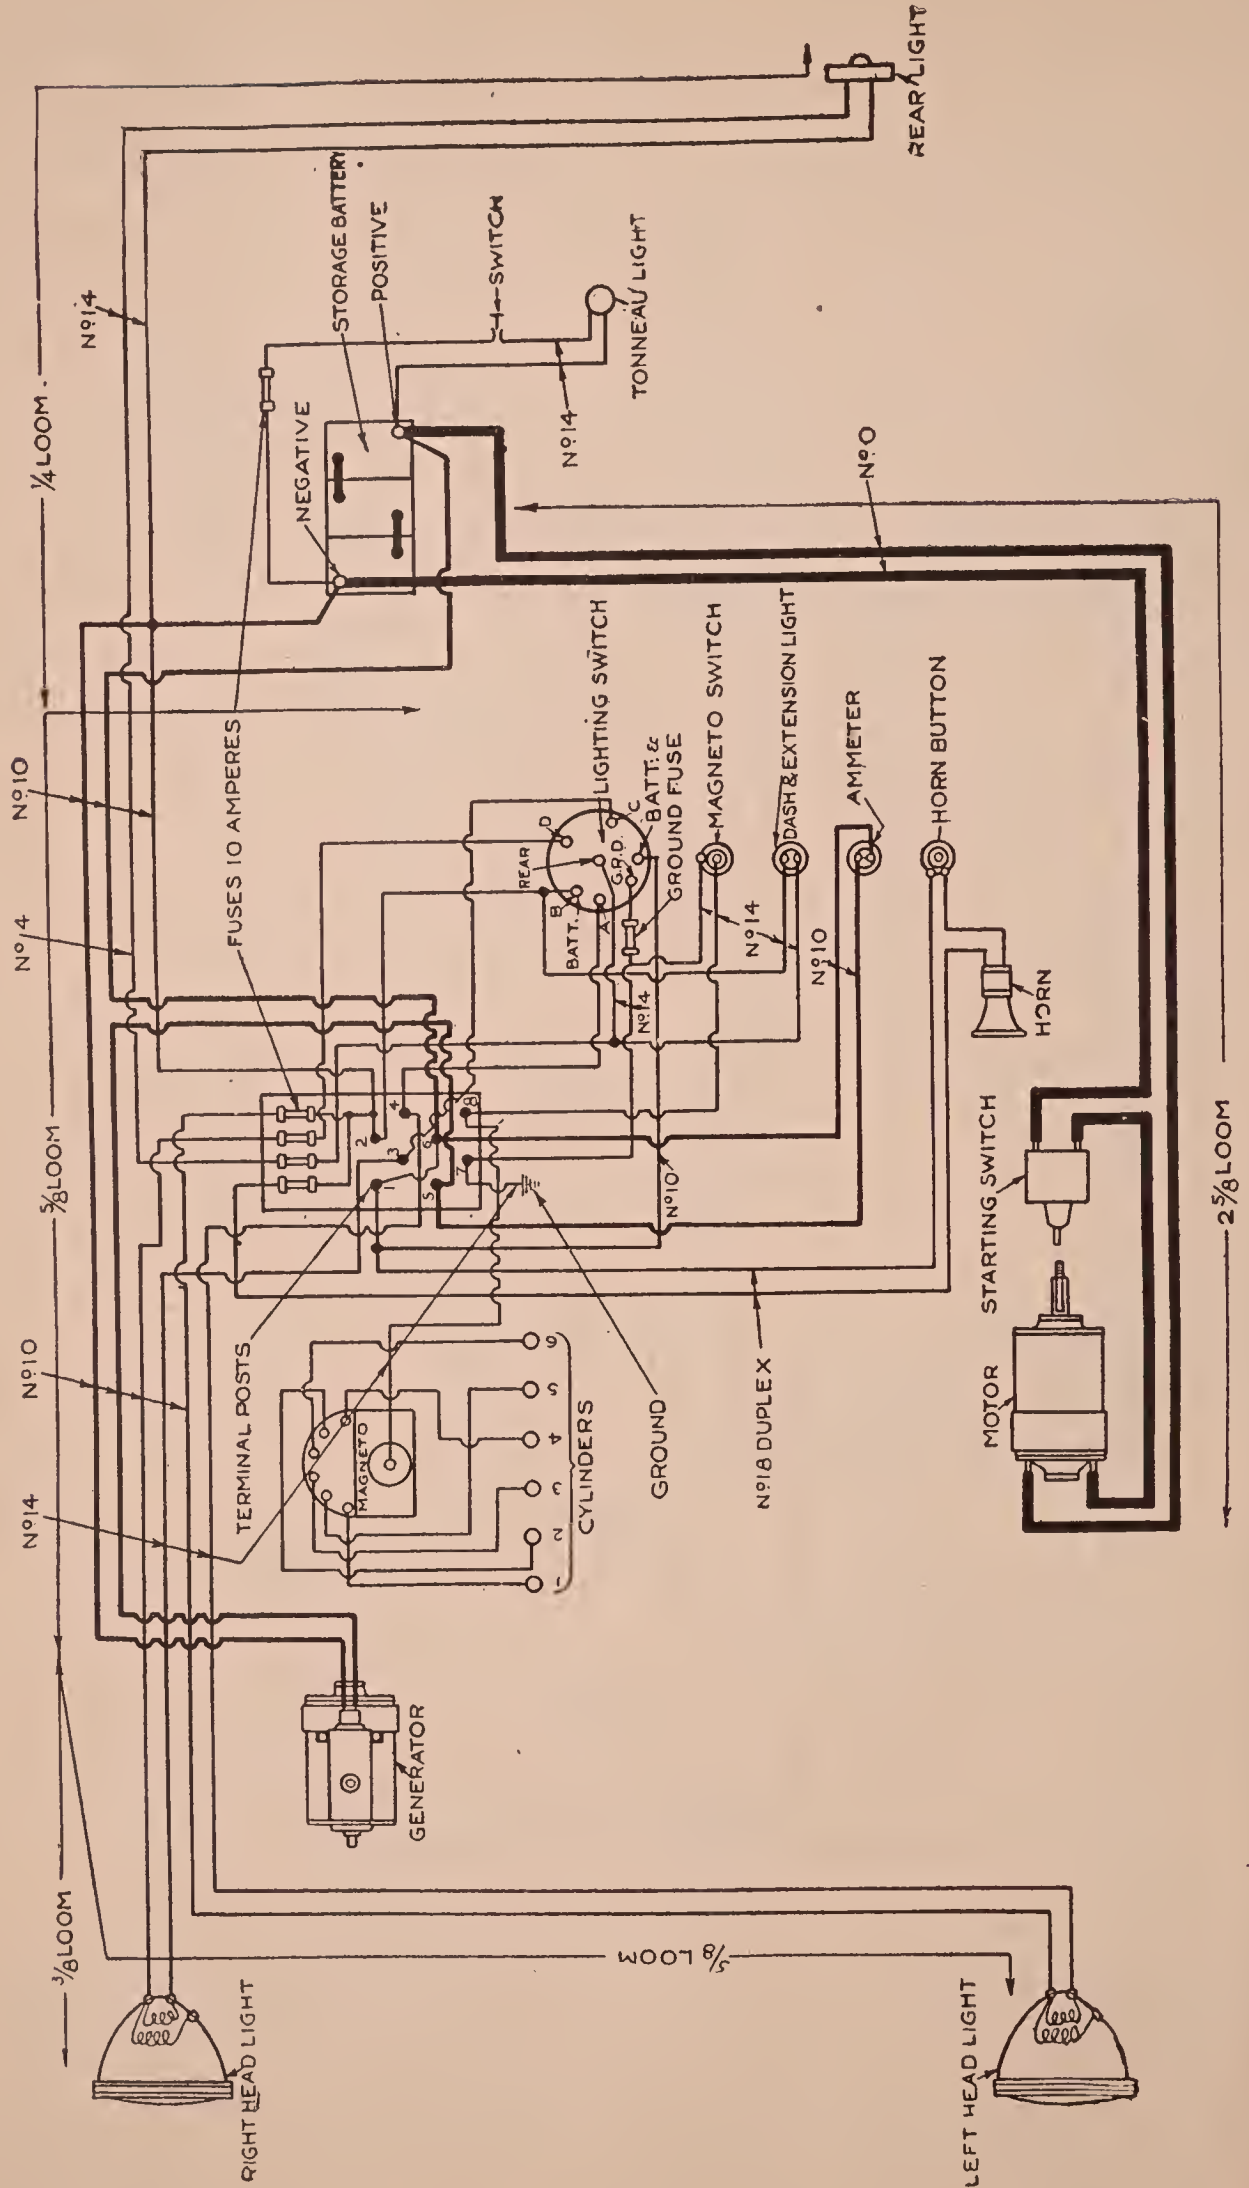 REAR LIGHT
1/4 LOOM.
Nº14
STORAGE BATTERY
POSITIVE
SWITCH
TONNEAU LIGHT
Nº14
NEGATIVE
Nº0
2 5/8 LOOM
Nº10
Nº14
5/8 LOOM
FUSES 10 AMPERES
LIGHTING SWITCH
BATT. &
GROUND FUSE
MAGNETO SWITCH
DASH & EXTENSION LIGHT
AMMETER
HORN BUTTON
HORN
D
C
REAR
G.R.D.
B
BATT.
A
Nº14
Nº14
Nº10
Nº10
1
2
3
4
5
6
7
8
STARTING SWITCH
MOTOR
Nº10
Nº14
TERMINAL POSTS
MAGNETO
1
2
3
4
5
6
CYLINDERS
GROUND
Nº18 DUPLEX
GENERATOR
3/8 LOOM
5/8 LOOM
RIGHT HEAD LIGHT
LEFT HEAD LIGHT